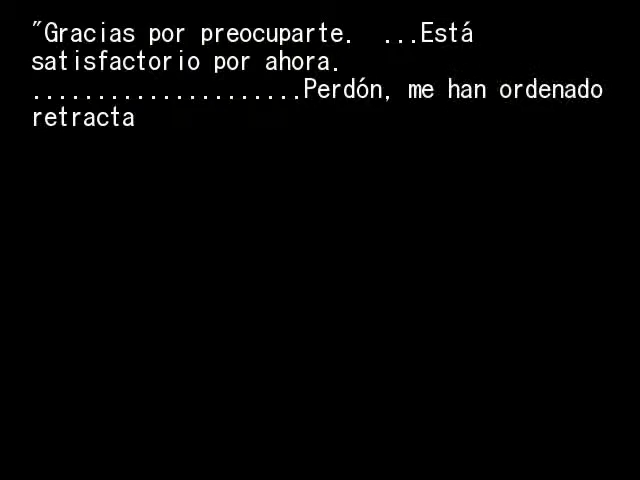 "Gracias por preocuparte.  ...Está
satisfactorio por ahora.
.....................Perdón, me han ordenado
retracta